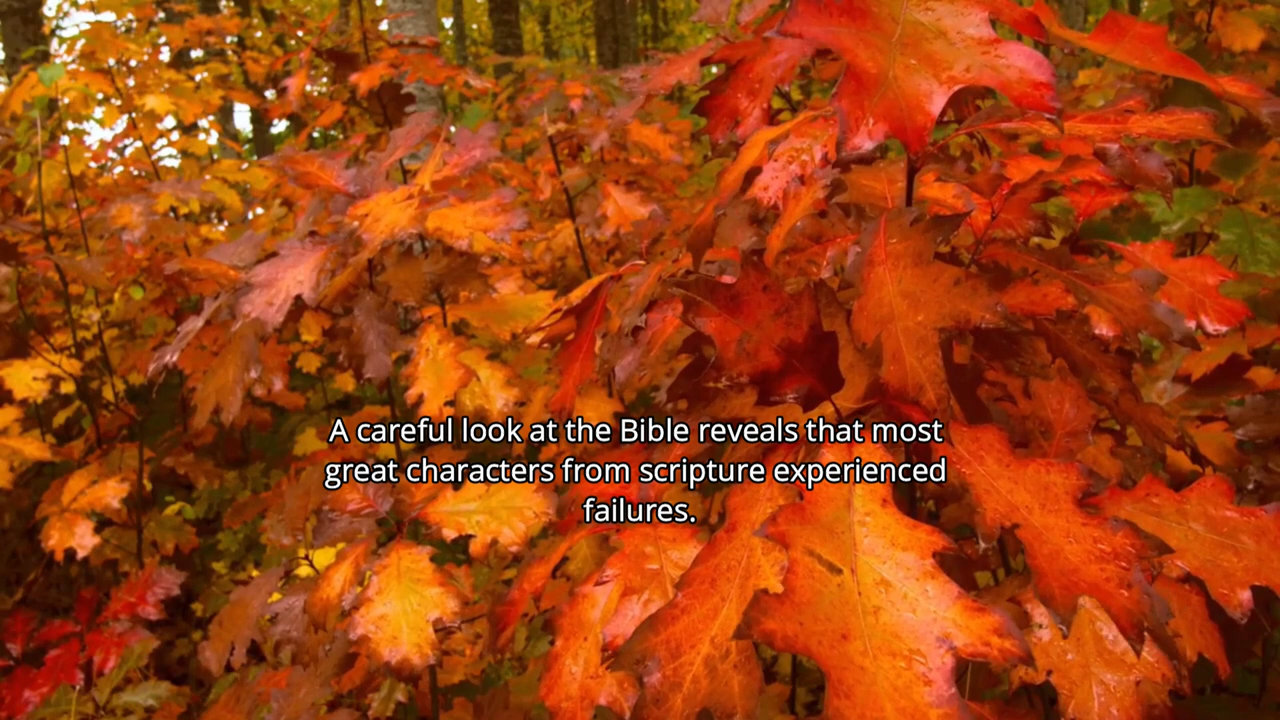 A careful look at the Bible reveals that most
great characters from scripture experienced
failures.